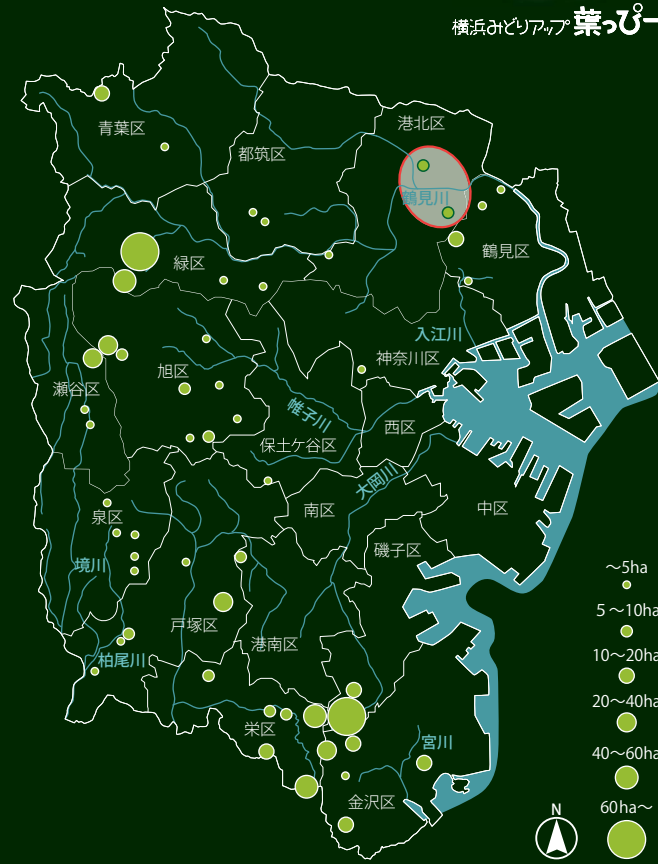 横浜みどりアップ 葉っぴー
港北区
青葉区
都筑区
鶴見川
鶴見区
緑区
入江川
神奈川区
旭区
瀬谷区
帷子川
西区
保土ケ谷区
大岡川
南区
中区
泉区
磯子区
境川
～5ha
5～10ha
戸塚区
港南区
10～20ha
柏尾川
20～40ha
栄区
宮川
40～60ha
金沢区
60ha～
N